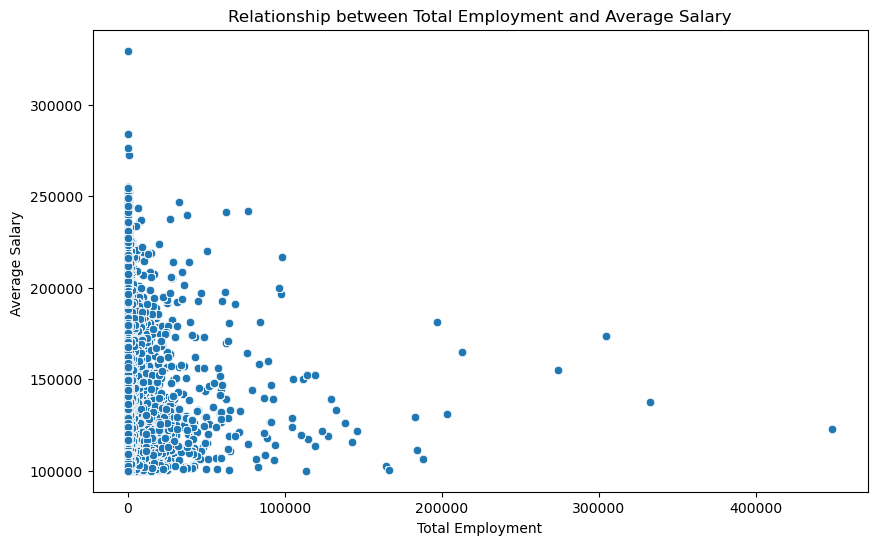 Relationship between Total Employment and Average Salary
300000
250000
200000
150000
100000
Average Salary
0 100000 200000 300000 400000
Total Employment